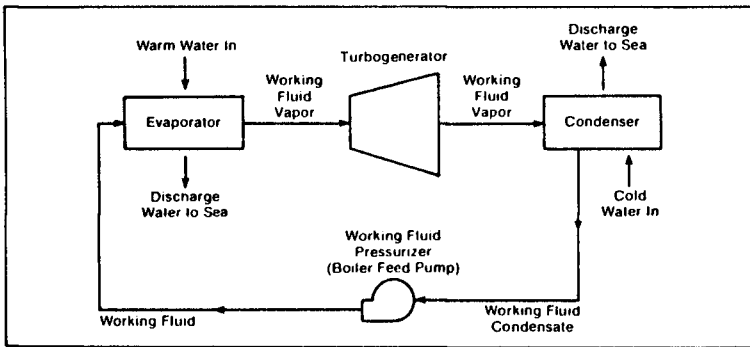 Discharge
Water to Sea
Warm Water In
Turbogenerator
Working
Fluid
Vapor
Working
Fluid
Vapor
Evaporator
Condenser
Discharge
Water to Sea
Cold
Water In
Working Fluid
Pressurizer
(Boiler Feed Pump)
Working Fluid
Working Fluid
Condensate